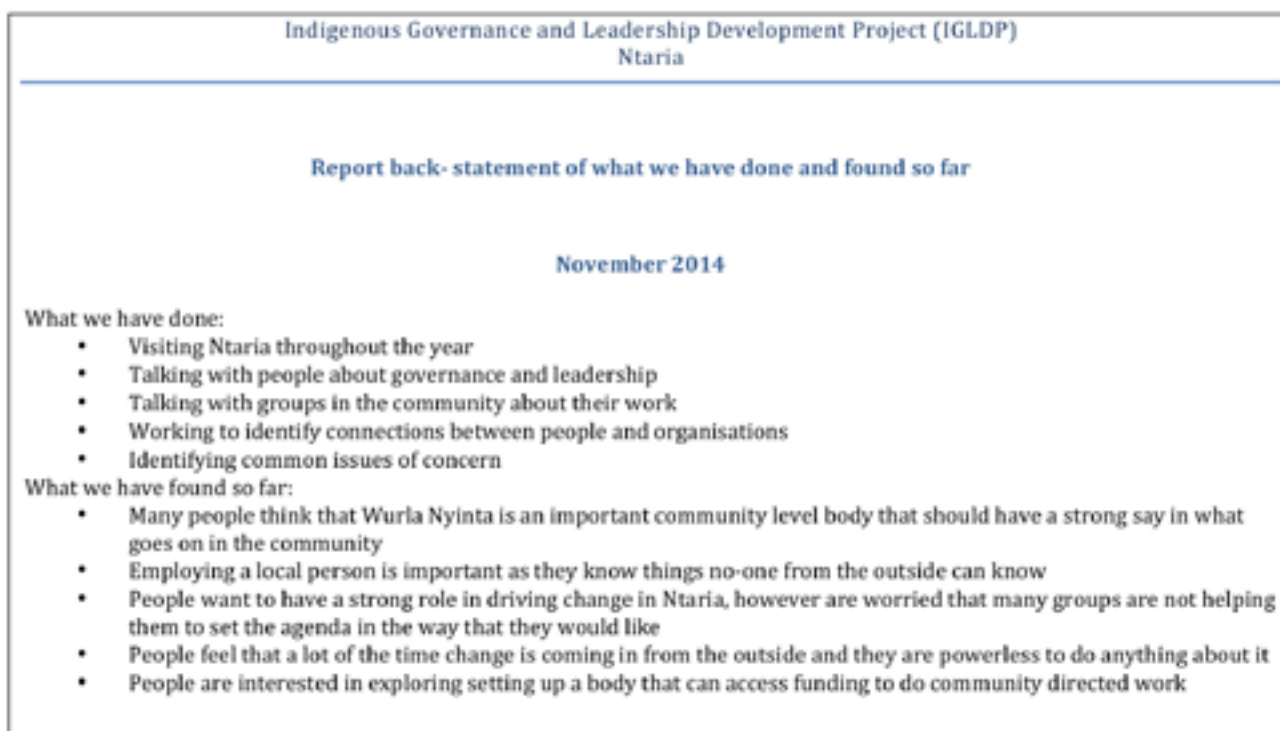 Indigenous Governance and Leadership Development Project (IGLDP)
Ntaria
Report back- statement of what we have done and found so far
November 2014
What we have done:
• Visiting Ntaria throughout the year
• Talking with people about governance and leadership
• Talking with groups in the community about their work
• Working to identify connections between people and organisations
• Identifying common issues of concern
What we have found so far:
• Many people think that Wurla Nyinta is an important community level body that should have a strong say in what
goes on in the community
• Employing a local person is important as they know things no-one from the outside can know
• People want to have a strong role in driving change in Ntaria, however are worried that many groups are not helping
them to set the agenda in the way that they would like
• People feel that a lot of the time change is coming in from the outside and they are powerless to do anything about it
• People are interested in exploring setting up a body that can access funding to do community directed work